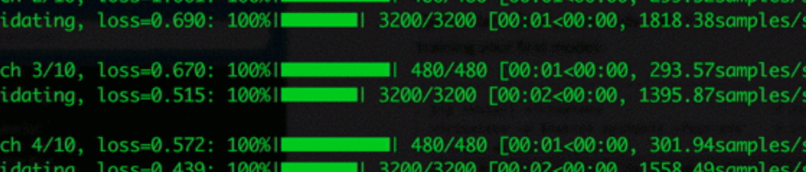 idating, loss=0.690: 100%| | 3200/3200 [00:01<00:00, 1818.38samples/s
ch 3/10, loss=0.670: 100%| | 480/480 [00:01<00:00, 293.57samples/
idating, loss=0.515: 100%| | 3200/3200 [00:02<00:00, 1395.87samples/s
ch 4/10, loss=0.572: 100%| | 480/480 [00:01<00:00, 301.94samples/
idating, loss=0.439: 100%| | 3200/3200 [00:02<00:00, 1558.49samples/s